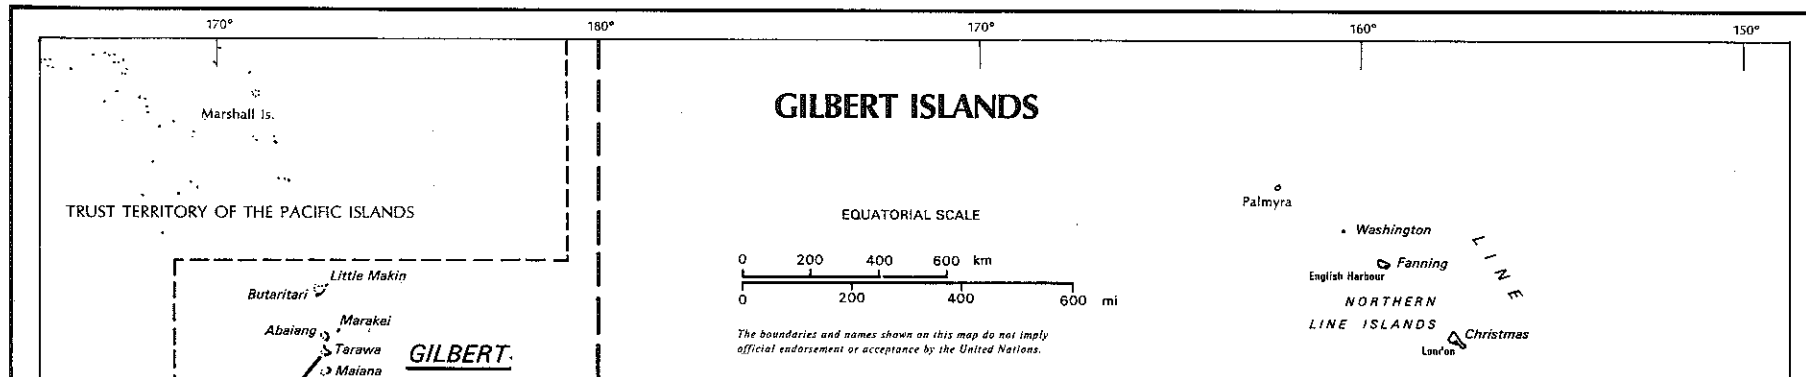 170° 180° 170° 160° 150°
GILBERT ISLANDS
Marshall Is.
TRUST TERRITORY OF THE PACIFIC ISLANDS
Palmyra
EQUATORIAL SCALE
Washington
LINE
0 200 400 600 km
Fanning
English Harbour
Little Makin
Butaritari
0 200 400 600 mi
NORTHERN
LINE ISLANDS
Marakei
Abaiang
The boundaries and names shown on this map do not imply
official endorsement or acceptance by the United Nations.
Christmas
London
Tarawa
GILBERT
Maiana